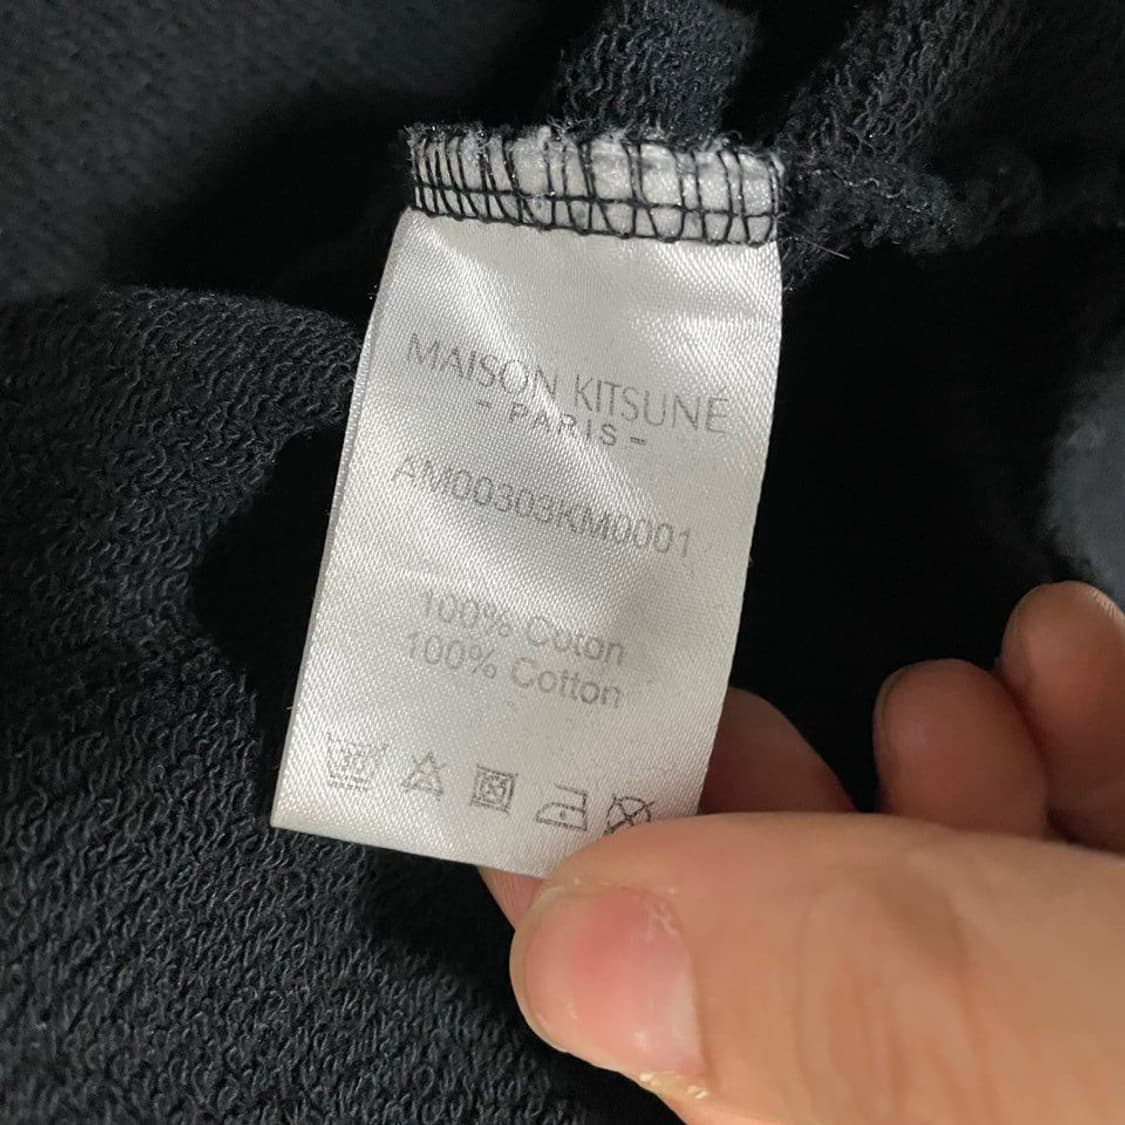 MAISON KITSUNÉ
- PARIS -
AM00303KM0001
100% Coton
100% Cotton